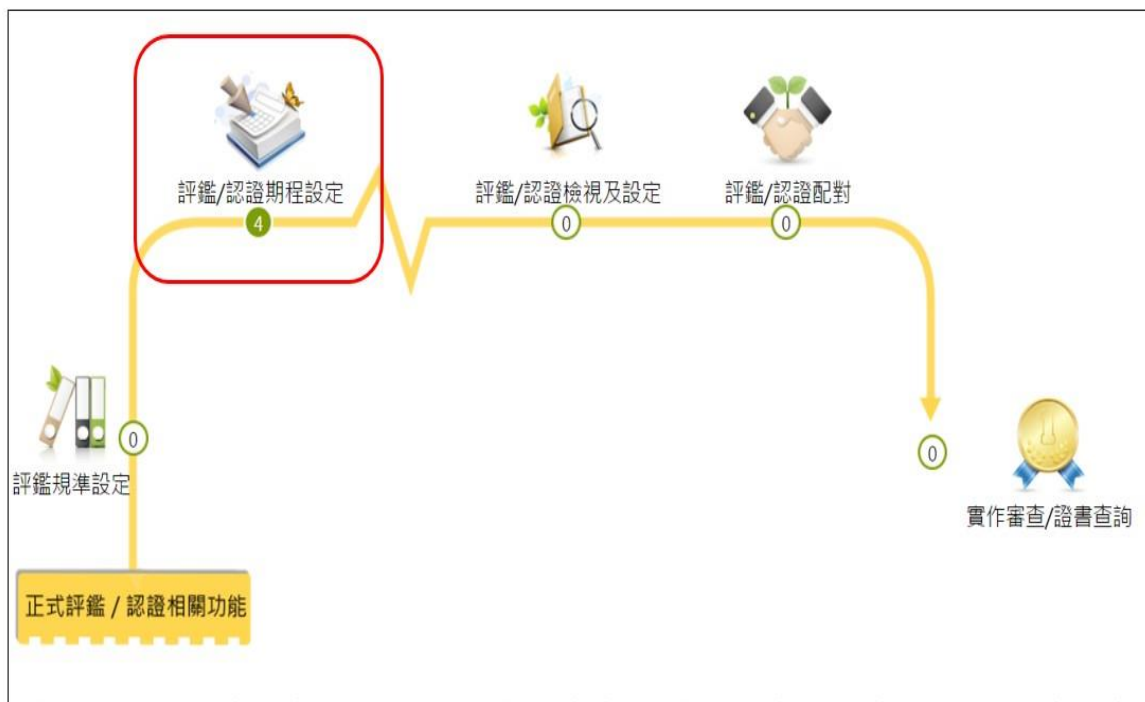 評鑑/認證期程設定
4
評鑑/認證檢視及設定
0
評鑑/認證配對
0
0
評鑑規準設定
0
實作審查/證書查詢
正式評鑑 / 認證相關功能